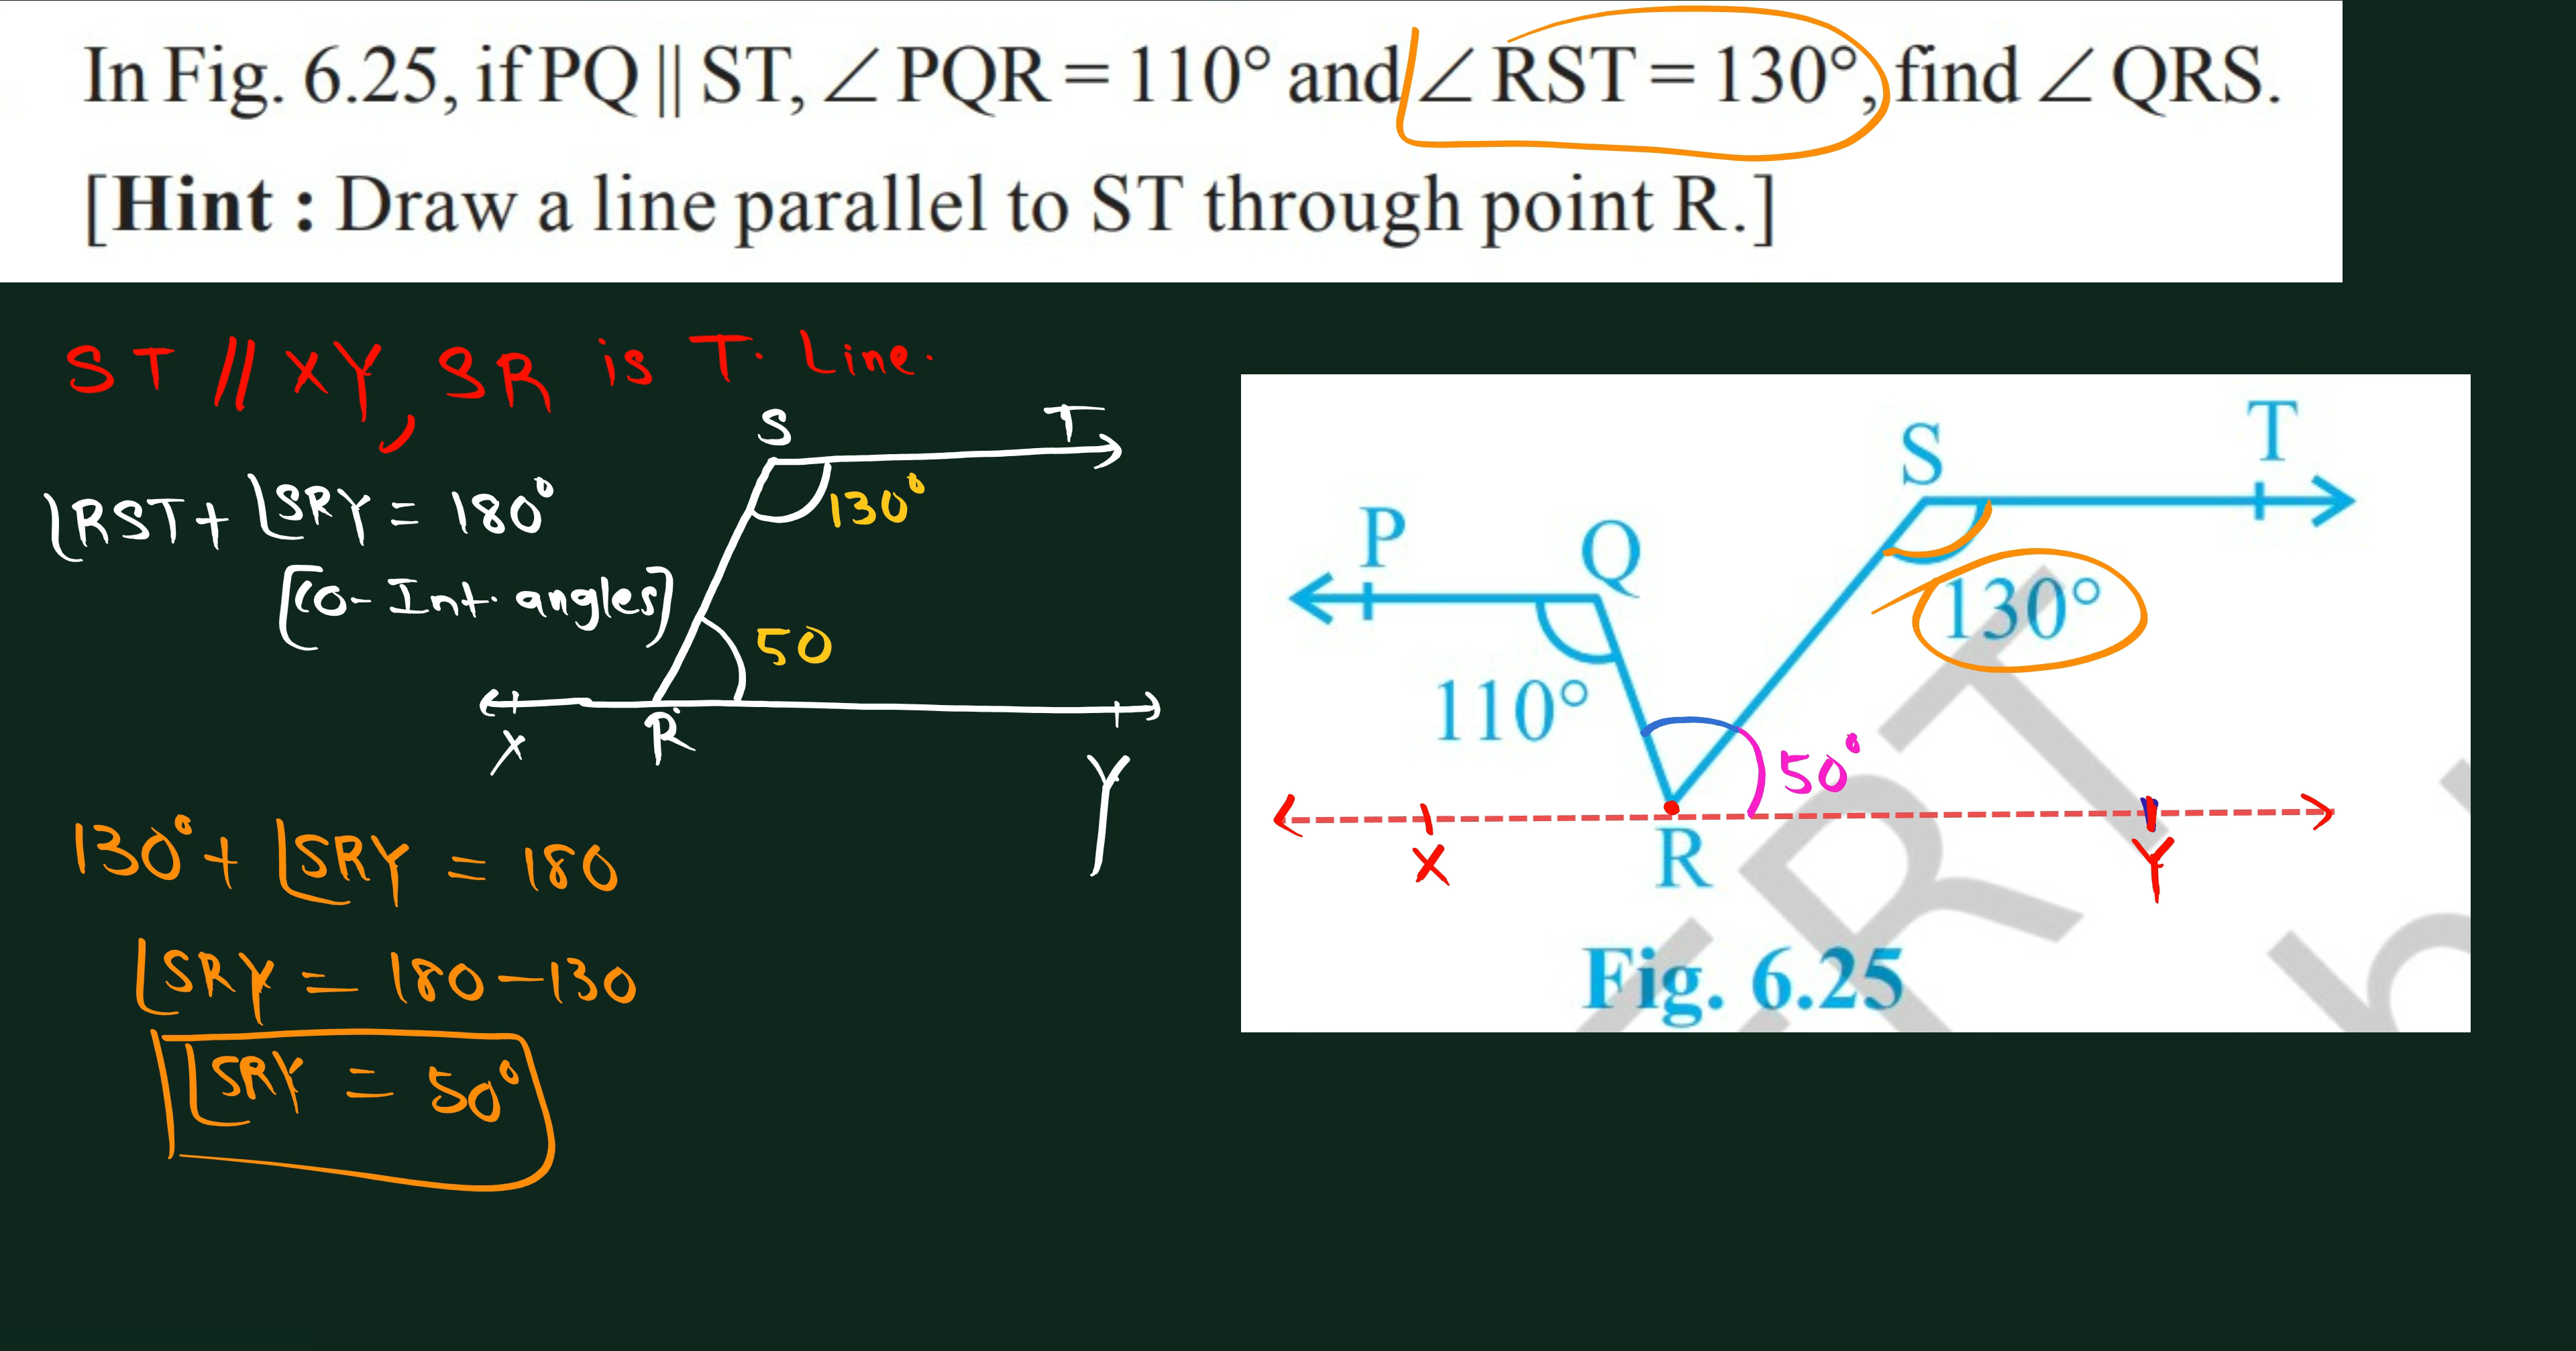 In Fig. 6.25, if PQ || ST, ∠ PQR = 110° and ∠ RST = 130°, find ∠ QRS.
[Hint : Draw a line parallel to ST through point R.]
ST // XY, SR is T. Line.
∠RST + ∠SRY = 180°
[Co-Int. angles]
S T
130°
50
X R Y
130° + ∠SRY = 180
∠SRY = 180 - 130
∠SRY = 50°
S T
P Q
130°
110°
50°
X R Y
Fig. 6.25